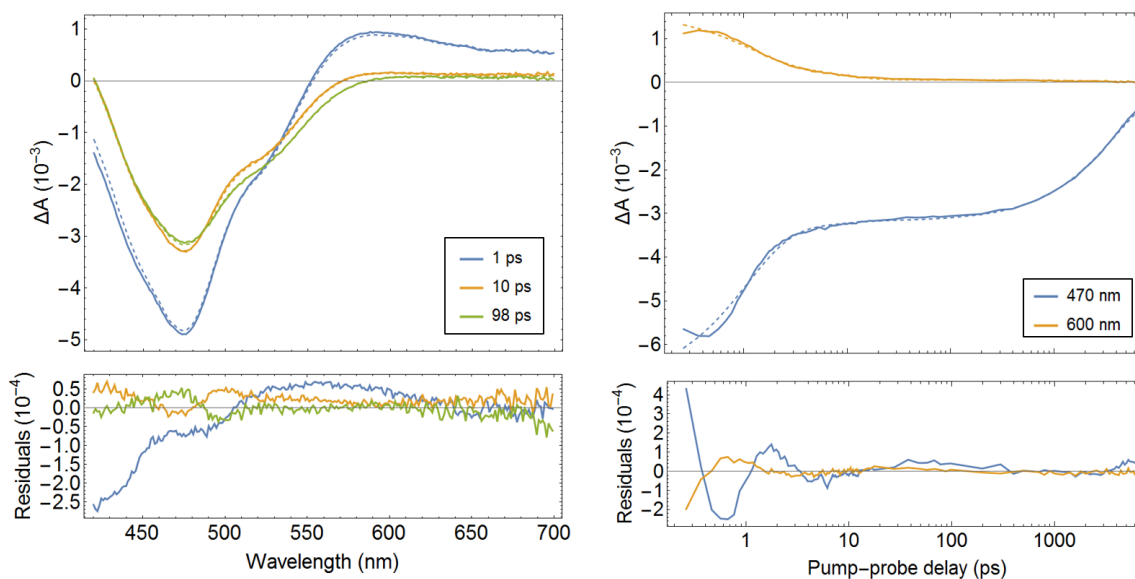 1
0
−1
−2
−3
−4
−5
ΔA (10⁻³)
1 ps
10 ps
98 ps
0.5
0.0
−0.5
−1.0
−1.5
−2.0
−2.5
Residuals (10⁻⁴)
450 500 550 600 650 700
Wavelength (nm)
1
0
−1
−2
−3
−4
−5
−6
ΔA (10⁻³)
470 nm
600 nm
4
3
2
1
0
−1
−2
Residuals (10⁻⁴)
1 10 100 1000
Pump−probe delay (ps)